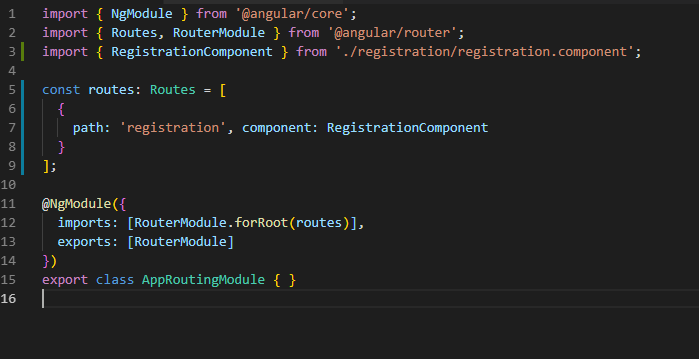 1 import { NgModule } from '@angular/core';
2 import { Routes, RouterModule } from '@angular/router';
3 import { RegistrationComponent } from './registration/registration.component';
4
5 const routes: Routes = [
6   {
7     path: 'registration', component: RegistrationComponent
8   }
9 ];
10
11 @NgModule({
12   imports: [RouterModule.forRoot(routes)],
13   exports: [RouterModule]
14 })
15 export class AppRoutingModule { }
16